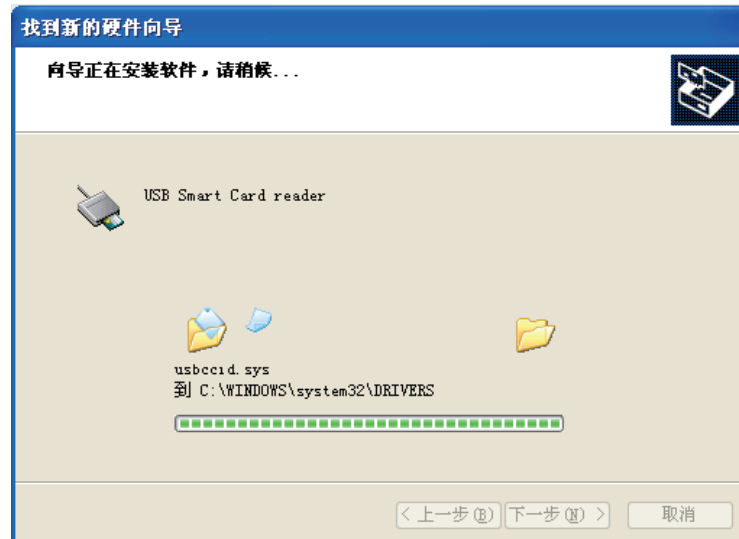 找到新的硬件向导
向导正在安装软件，请稍候...
USB Smart Card reader
usbccid.sys
到 C:\WINDOWS\system32\DRIVERS
< 上一步(B) 下一步(N) > 取消